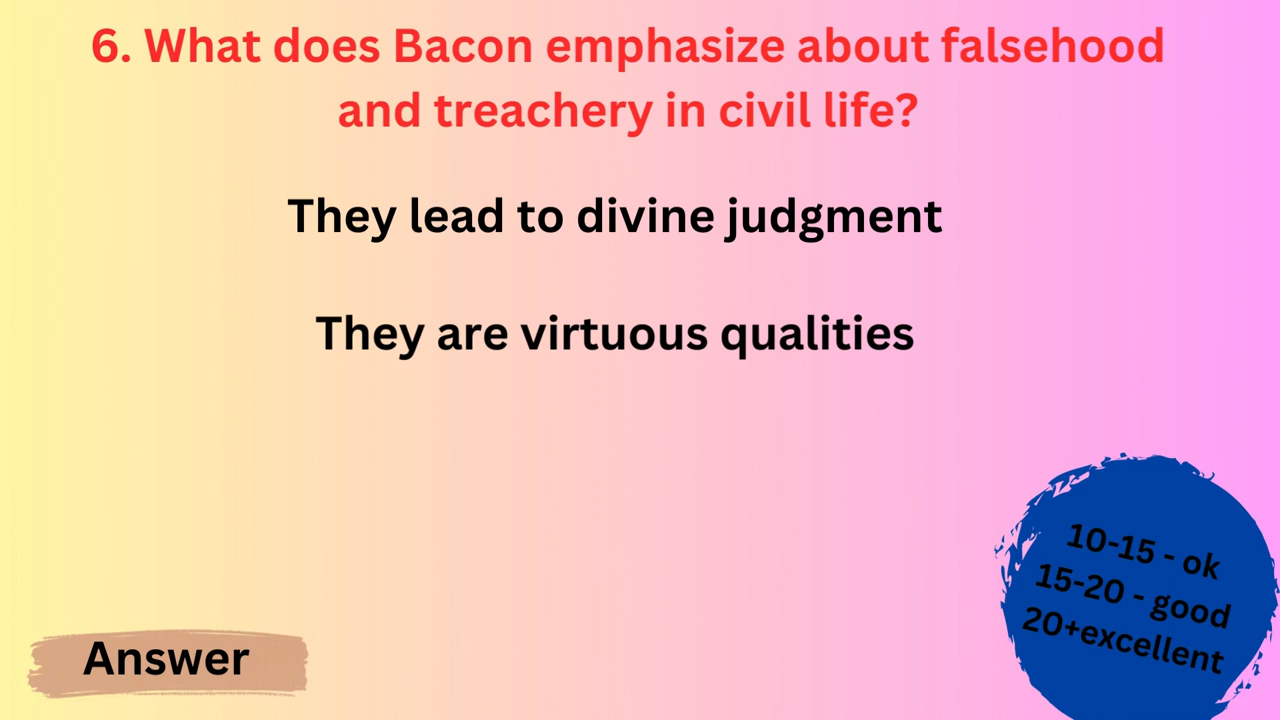 6. What does Bacon emphasize about falsehood
and treachery in civil life?
They lead to divine judgment
They are virtuous qualities
Answer
10-15 - ok
15-20 - good
20+excellent